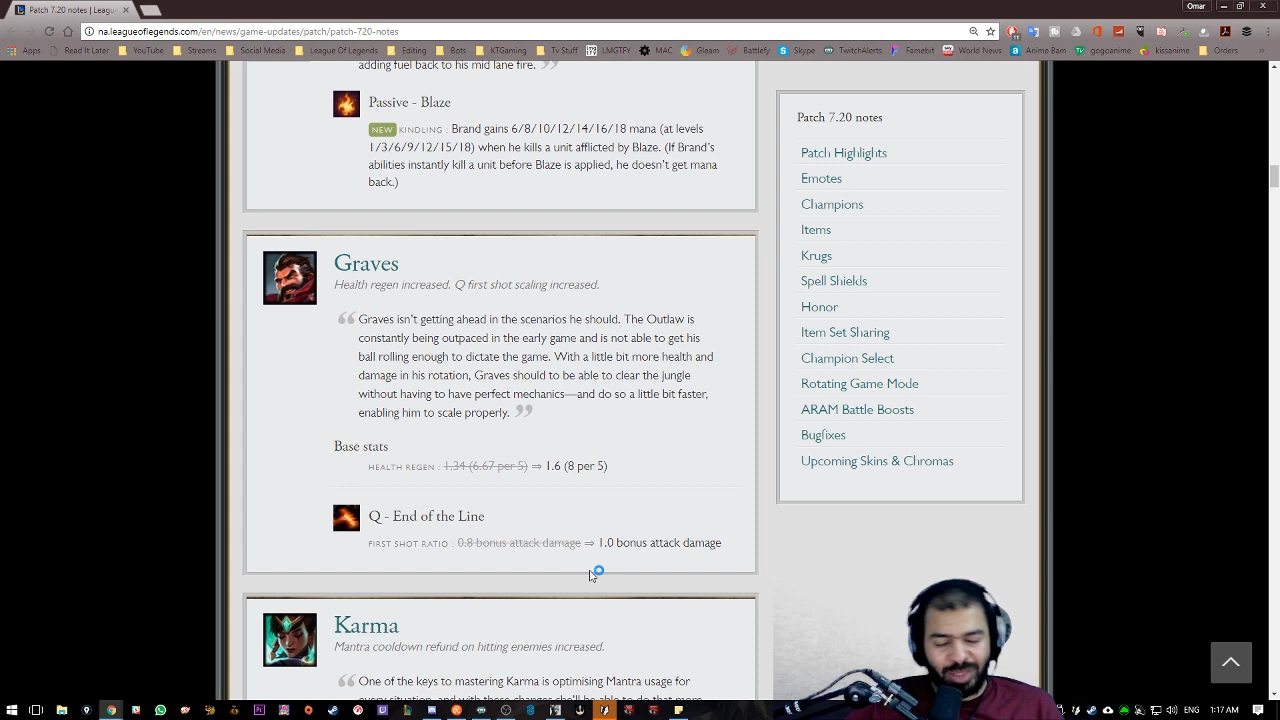 Patch 7.20 notes | Leagu
Omar
na.leagueoflegends.com/en/news/game-updates/patch/patch-720-notes
Apps
Read It Later
YouTube
Streams
Social Media
League Of Legends
Editing
Bots
KTGaming
Tv Stuff
LMGTFY
MAC
Gleam
Battlefy
Skype
TwitchAlerts
Famebit
World News
Anime Bam
gogoanime
kissanime
Orders
adding fuel back to his mid lane fire.
Passive - Blaze
NEW KINDLING : Brand gains 6/8/10/12/14/16/18 mana (at levels
1/3/6/9/12/15/18) when he kills a unit afflicted by Blaze. (If Brand's
abilities instantly kill a unit before Blaze is applied, he doesn't get mana
back.)
Graves
Health regen increased. Q first shot scaling increased.
Graves isn't getting ahead in the scenarios he should. The Outlaw is
constantly being outpaced in the early game and is not able to get his
ball rolling enough to dictate the game. With a little bit more health and
damage in his rotation, Graves should to be able to clear the jungle
without having to have perfect mechanics—and do so a little bit faster,
enabling him to scale properly.
Base stats
HEALTH REGEN : 1.34 (6.67 per 5) ⇒ 1.6 (8 per 5)
Q - End of the Line
FIRST SHOT RATIO : 0.8 bonus attack damage ⇒ 1.0 bonus attack damage
Karma
Mantra cooldown refund on hitting enemies increased.
One of the keys to mastering Karma is optimising Mantra usage for
Patch 7.20 notes
Patch Highlights
Emotes
Champions
Items
Krugs
Spell Shields
Honor
Item Set Sharing
Champion Select
Rotating Game Mode
ARAM Battle Boosts
Bugfixes
Upcoming Skins & Chromas
1:17 AM